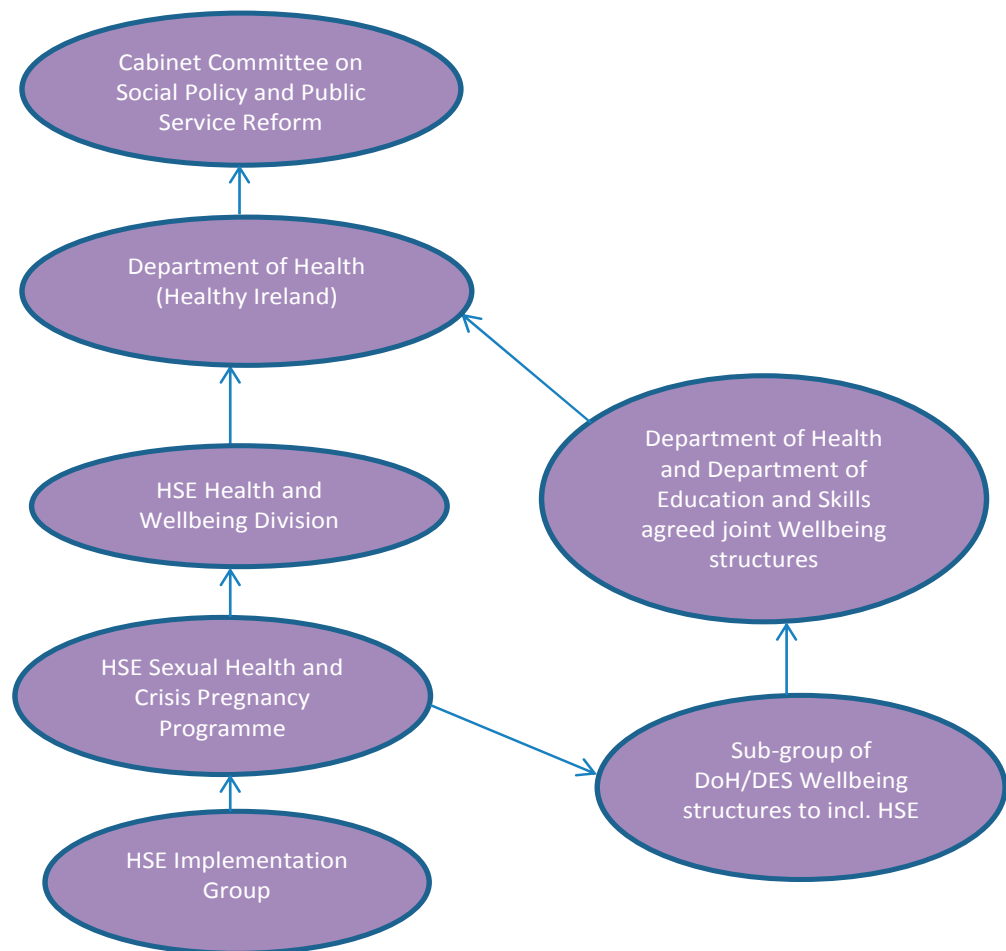 Cabinet Committee on
Social Policy and Public
Service Reform
Department of Health
(Healthy Ireland)
HSE Health and
Wellbeing Division
Department of Health
and Department of
Education and Skills
agreed joint Wellbeing
structures
HSE Sexual Health and
Crisis Pregnancy
Programme
Sub-group of
DoH/DES Wellbeing
structures to incl. HSE
HSE Implementation
Group